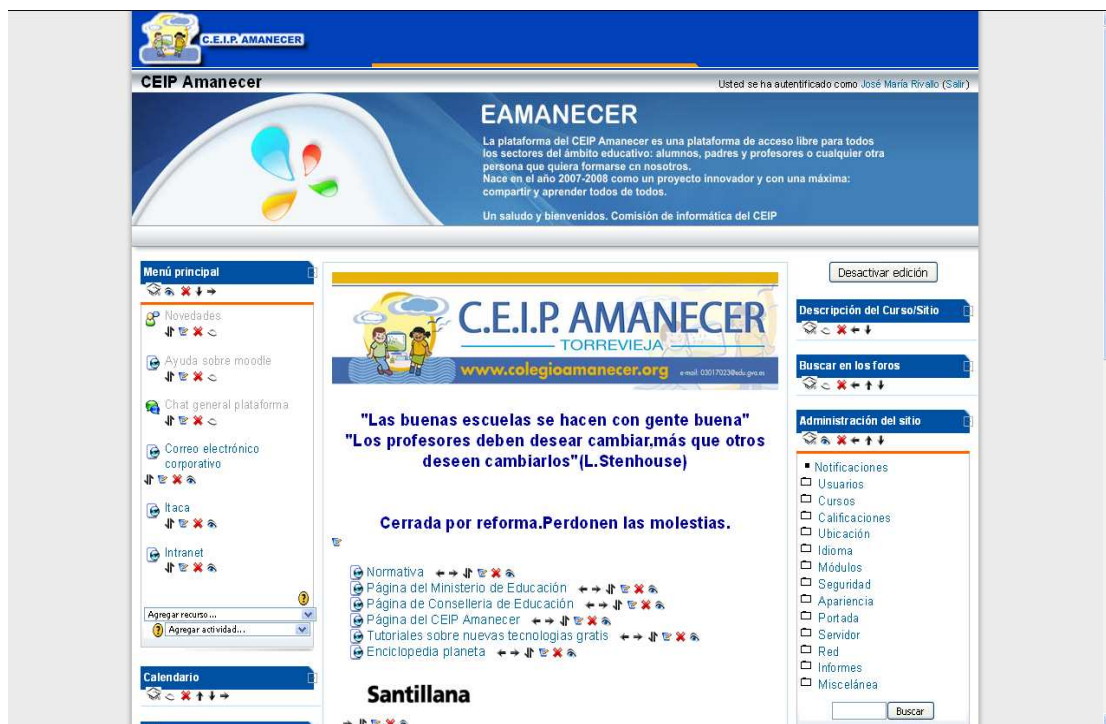 C.E.I.P. AMANECER
CEIP Amanecer
Usted se ha autentificado como José María Rivallo (Salir)
EAMANECER
La plataforma del CEIP Amanecer es una plataforma de acceso libre para todos
los sectores del ámbito educativo: alumnos, padres y profesores o cualquier otra
persona que quiera formarse cn nosotros.
Nace en el año 2007-2008 como un proyecto innovador y con una máxima:
compartir y aprender todos de todos.
Un saludo y bienvenidos. Comisión de informática del CEIP
Menú principal
Novedades
Ayuda sobre moodle
Chat general plataforma
Correo electrónico
corporativo
Itaca
Intranet
Agregar recurso...
Agregar actividad...
Calendario
C.E.I.P. AMANECER
TORREVIEJA
www.colegioamanecer.org
e-mail: 03017023@edu.gva.es
"Las buenas escuelas se hacen con gente buena"
"Los profesores deben desear cambiar,más que otros
deseen cambiarlos"(L.Stenhouse)
Cerrada por reforma.Perdonen las molestias.
Normativa
Página del Ministerio de Educación
Página de Conselleria de Educación
Página del CEIP Amanecer
Tutoriales sobre nuevas tecnologias gratis
Enciclopedia planeta
Santillana
Desactivar edición
Descripción del Curso/Sitio
Buscar en los foros
Administración del sitio
Notificaciones
Usuarios
Cursos
Calificaciones
Ubicación
Idioma
Módulos
Seguridad
Apariencia
Portada
Servidor
Red
Informes
Miscelánea
Buscar